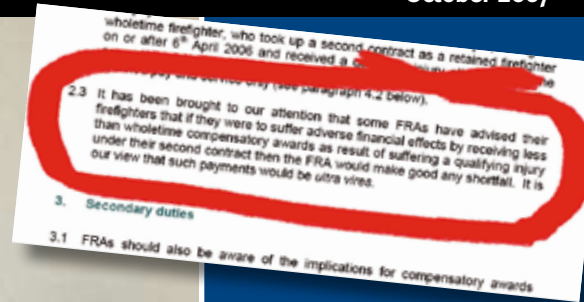 wholetime firefighter, who took up a second contract as a retained firefighter
on or after 6th April 2006 and received a
only (see paragraph 4.2 below).
2.3 It has been brought to our attention that some FRAs have advised their
firefighters that if they were to suffer adverse financial effects by receiving less
than wholetime compensatory awards as result of suffering a qualifying injury
under their second contract then the FRA would make good any shortfall. It is
our view that such payments would be ultra vires.
3. Secondary duties
3.1 FRAs should also be aware of the implications for compensatory awards